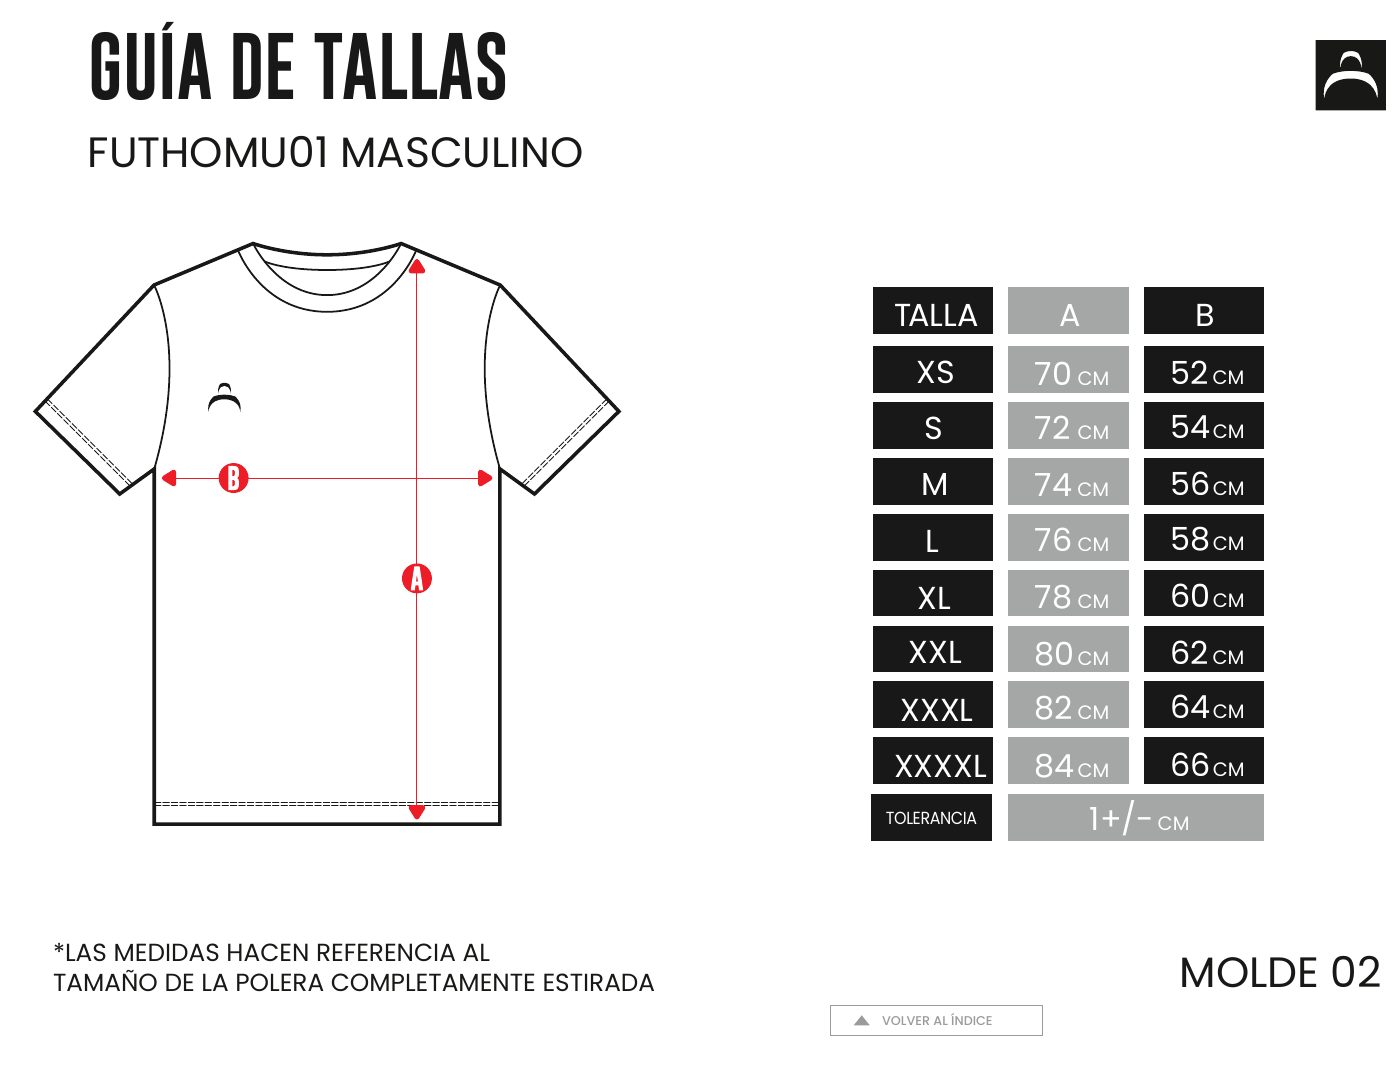 GUÍA DE TALLAS
FUTHOMU01 MASCULINO
B
A
TALLA A B
XS 70 CM 52 CM
S 72 CM 54 CM
M 74 CM 56 CM
L 76 CM 58 CM
XL 78 CM 60 CM
XXL 80 CM 62 CM
XXXL 82 CM 64 CM
XXXXL 84 CM 66 CM
TOLERANCIA 1+/- CM
*LAS MEDIDAS HACEN REFERENCIA AL
TAMAÑO DE LA POLERA COMPLETAMENTE ESTIRADA
MOLDE 02
VOLVER AL ÍNDICE